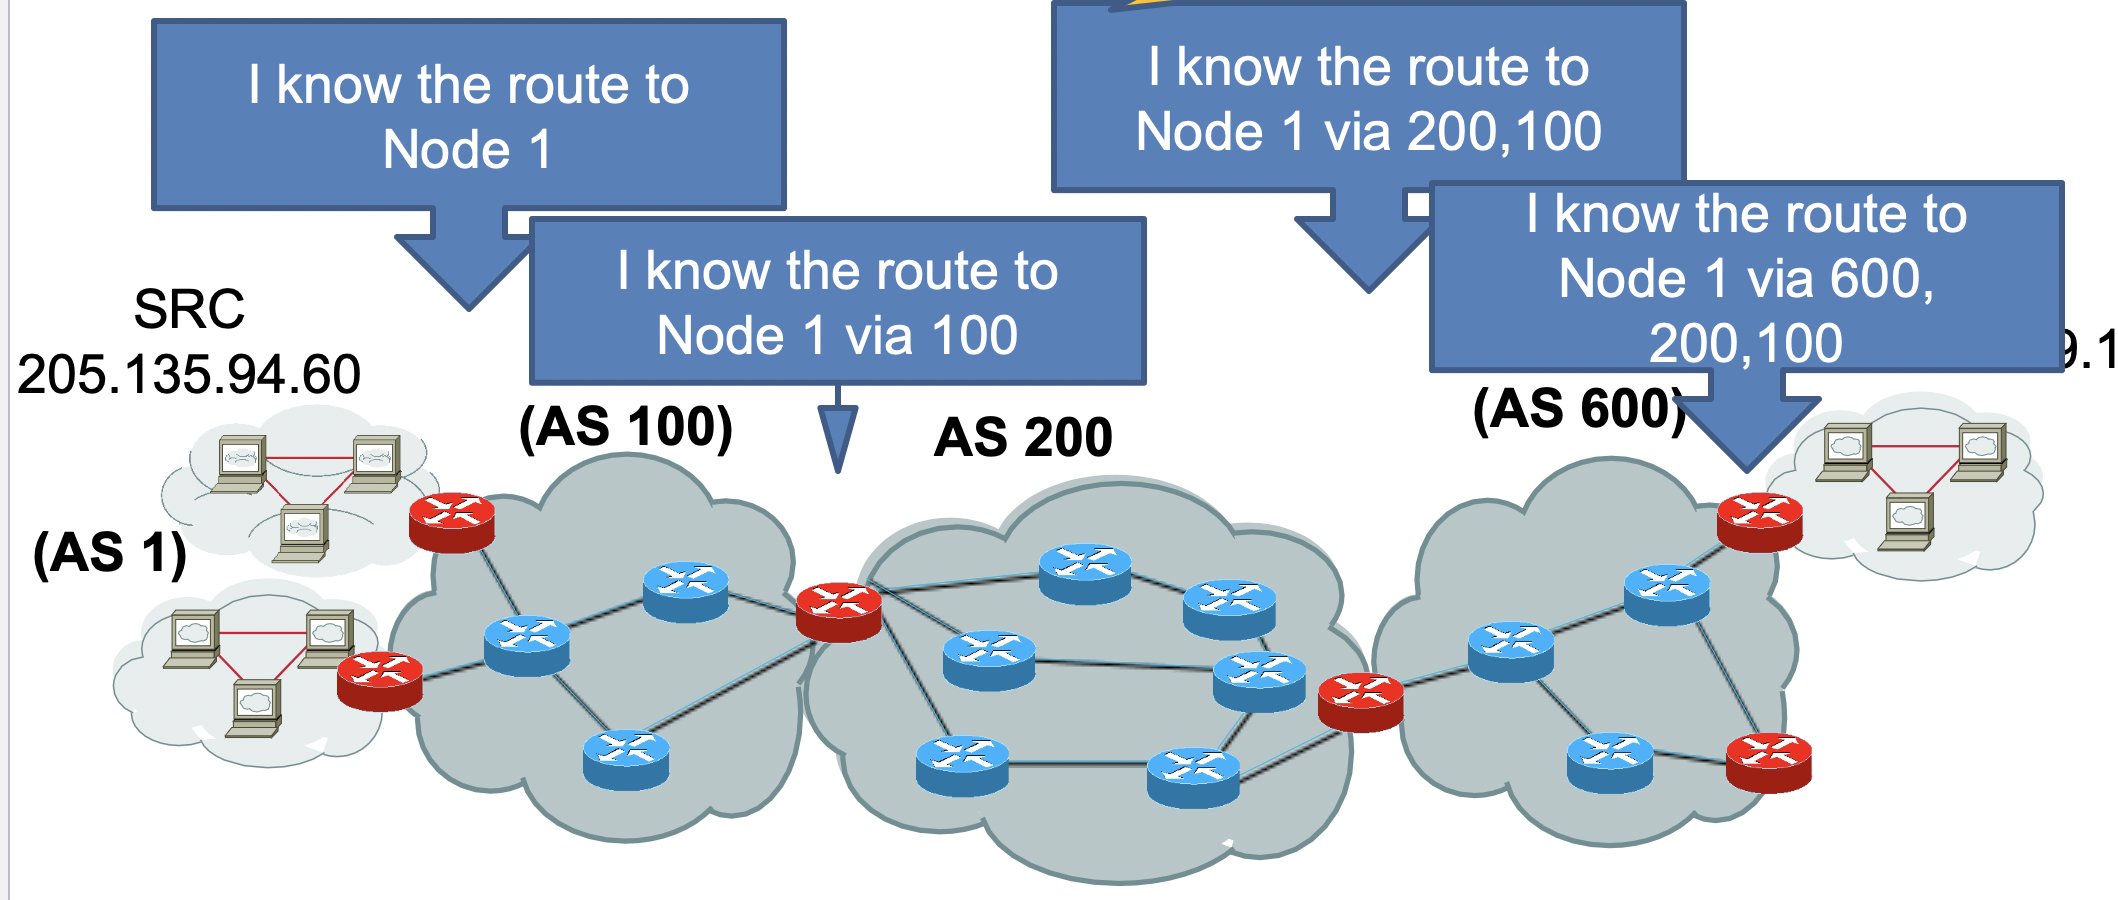 I know the route to
Node 1
I know the route to
Node 1 via 200,100
I know the route to
Node 1 via 100
I know the route to
Node 1 via 600,
200,100
SRC
205.135.94.60
9.1
(AS 100)
AS 200
(AS 600)
(AS 1)